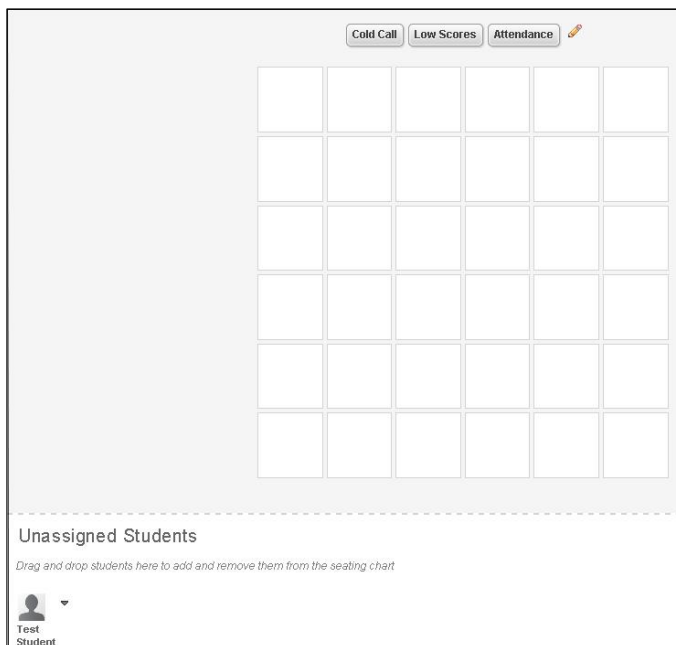 Cold Call Low Scores Attendance
Unassigned Students
Drag and drop students here to add and remove them from the seating chart
Test
Student